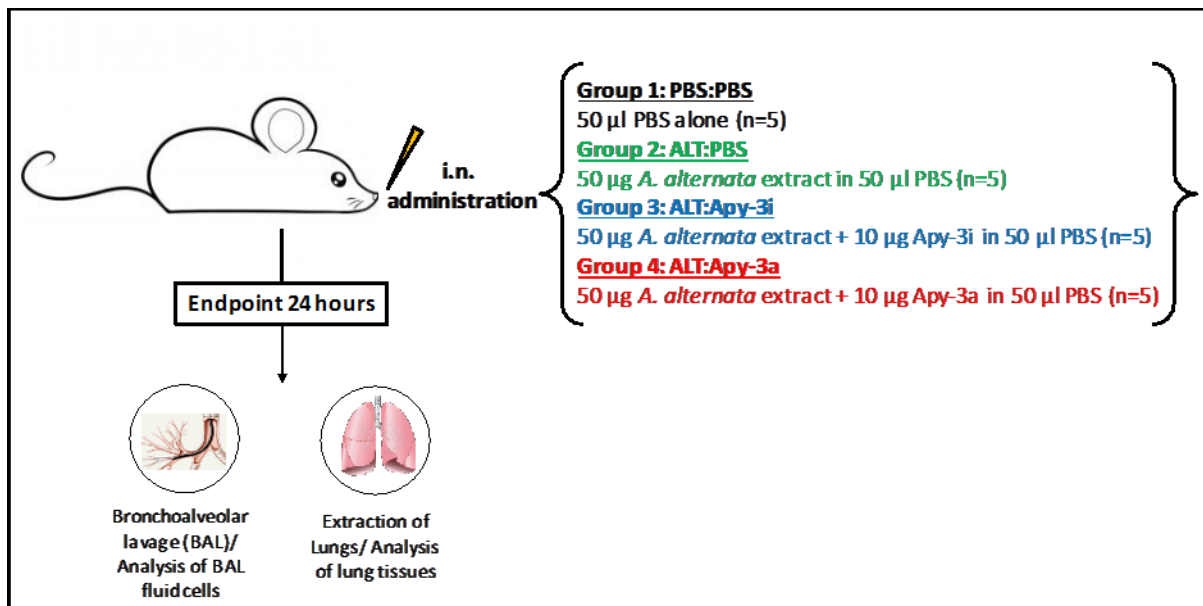 i.n.
administration
Group 1: PBS:PBS
50 µl PBS alone (n=5)
Group 2: ALT:PBS
50 µg A. alternata extract in 50 µl PBS (n=5)
Group 3: ALT:Apy-3i
50 µg A. alternata extract + 10 µg Apy-3i in 50 µl PBS (n=5)
Group 4: ALT:Apy-3a
50 µg A. alternata extract + 10 µg Apy-3a in 50 µl PBS (n=5)
Endpoint 24 hours
Bronchoalveolar
lavage (BAL)/
Analysis of BAL
fluid cells
Extraction of
Lungs/ Analysis
of lung tissues